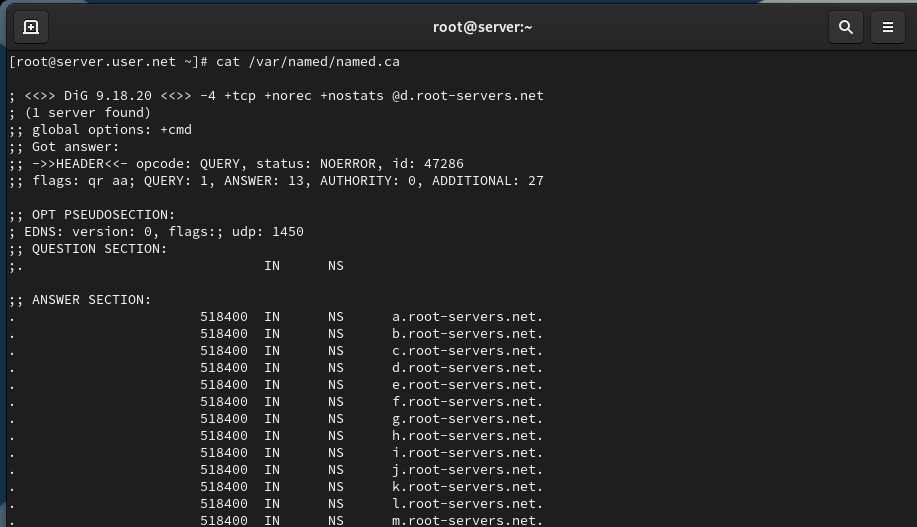 root@server:~
[root@server.user.net ~]# cat /var/named/named.ca
; <<>> DiG 9.18.20 <<>> -4 +tcp +norec +nostats @d.root-servers.net
; (1 server found)
;; global options: +cmd
;; Got answer:
;; ->>HEADER<<- opcode: QUERY, status: NOERROR, id: 47286
;; flags: qr aa; QUERY: 1, ANSWER: 13, AUTHORITY: 0, ADDITIONAL: 27
;; OPT PSEUDOSECTION:
; EDNS: version: 0, flags:; udp: 1450
;; QUESTION SECTION:
;. IN NS
;; ANSWER SECTION:
. 518400 IN NS a.root-servers.net.
. 518400 IN NS b.root-servers.net.
. 518400 IN NS c.root-servers.net.
. 518400 IN NS d.root-servers.net.
. 518400 IN NS e.root-servers.net.
. 518400 IN NS f.root-servers.net.
. 518400 IN NS g.root-servers.net.
. 518400 IN NS h.root-servers.net.
. 518400 IN NS i.root-servers.net.
. 518400 IN NS j.root-servers.net.
. 518400 IN NS k.root-servers.net.
. 518400 IN NS l.root-servers.net.
. 518400 IN NS m.root-servers.net.